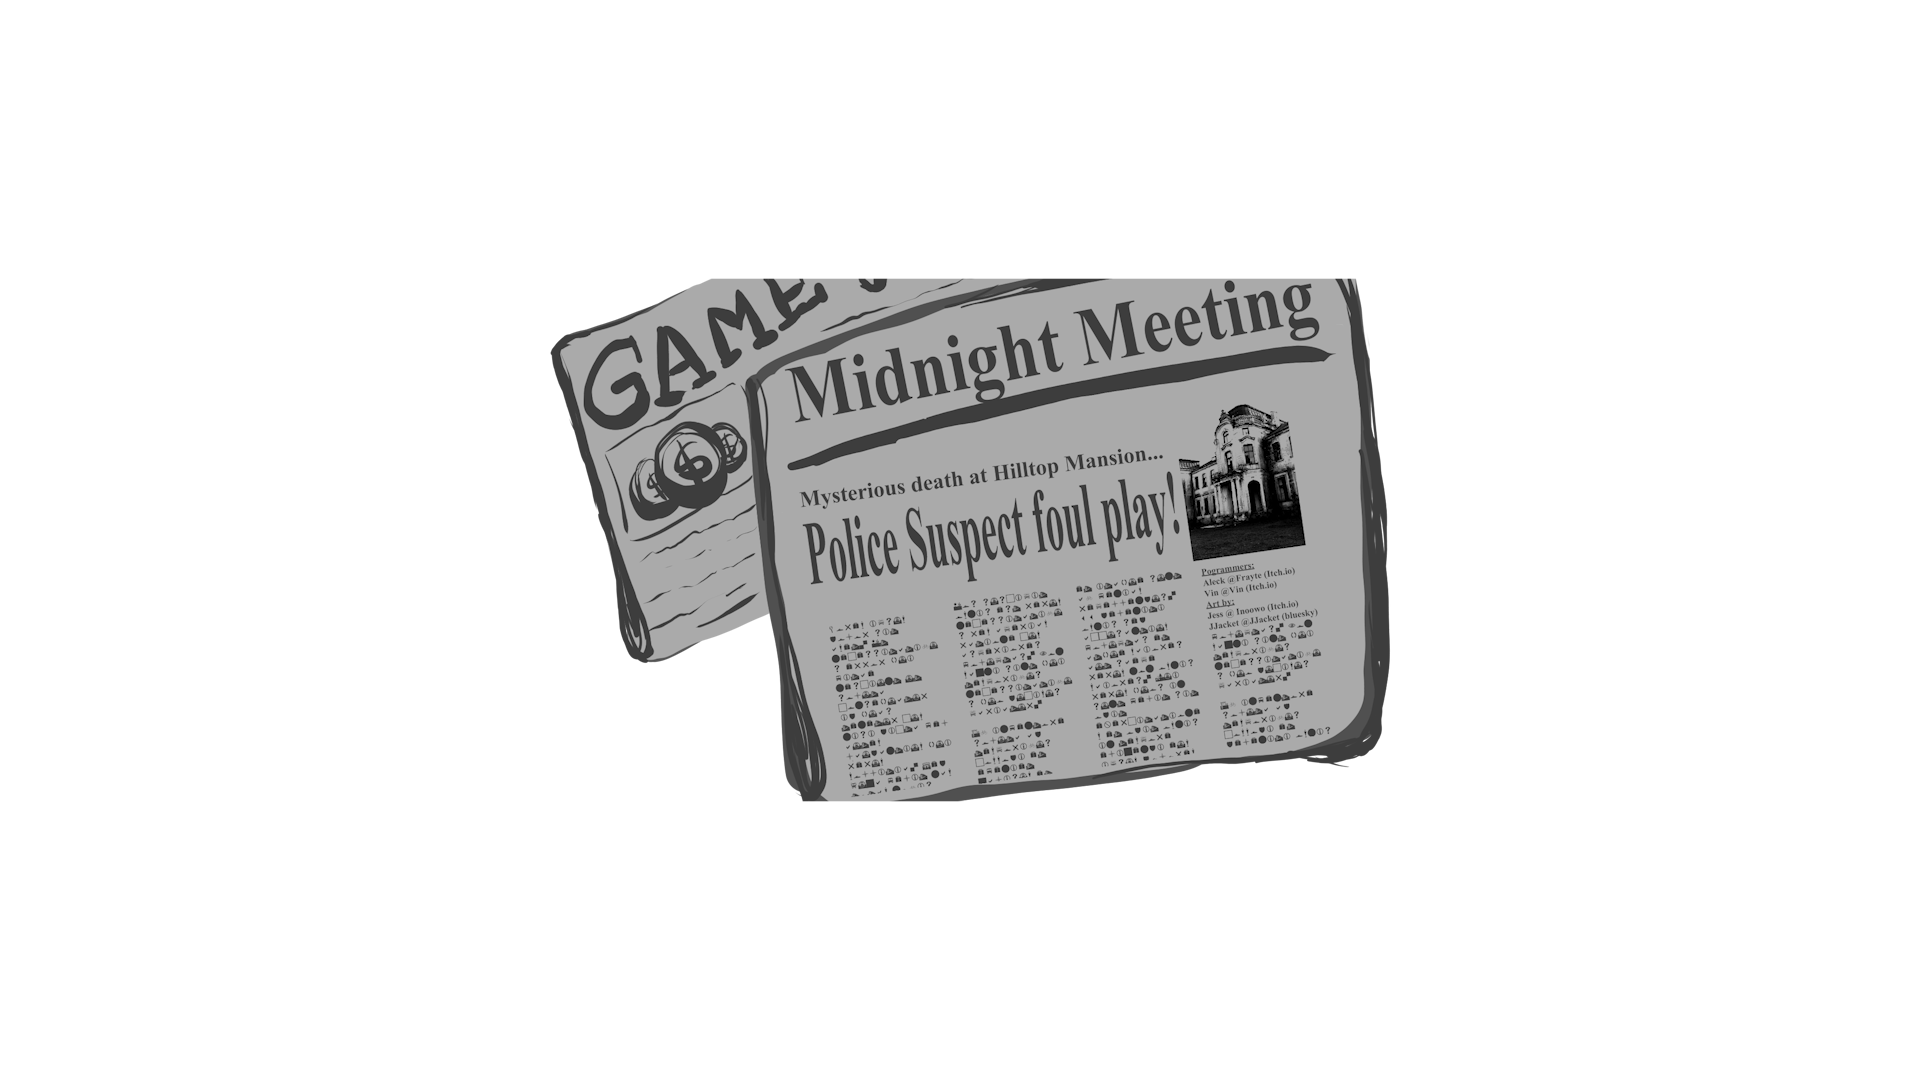 GAME
Midnight Meeting
Mysterious death at Hilltop Mansion...
Police Suspect foul play!
Pogrammers:
Aleck @Frayte (Itch.io)
Vin @Vin (Itch.io)
Art by:
Jess @ Inoowo (Itch.io)
JJacket @JJacket (bluesky)